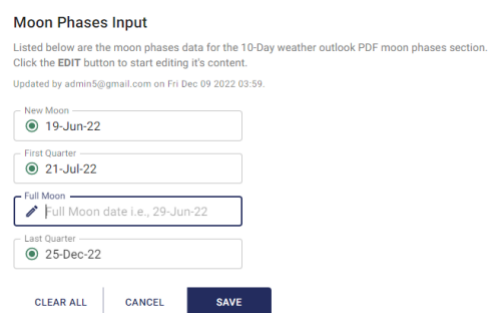 Moon Phases Input
Listed below are the moon phases data for the 10-Day weather outlook PDF moon phases section.
Click the EDIT button to start editing it's content.
Updated by admin5@gmail.com on Fri Dec 09 2022 03:59.
New Moon
19-Jun-22
First Quarter
21-Jul-22
Full Moon
Full Moon date i.e., 29-Jun-22
Last Quarter
25-Dec-22
CLEAR ALL CANCEL SAVE